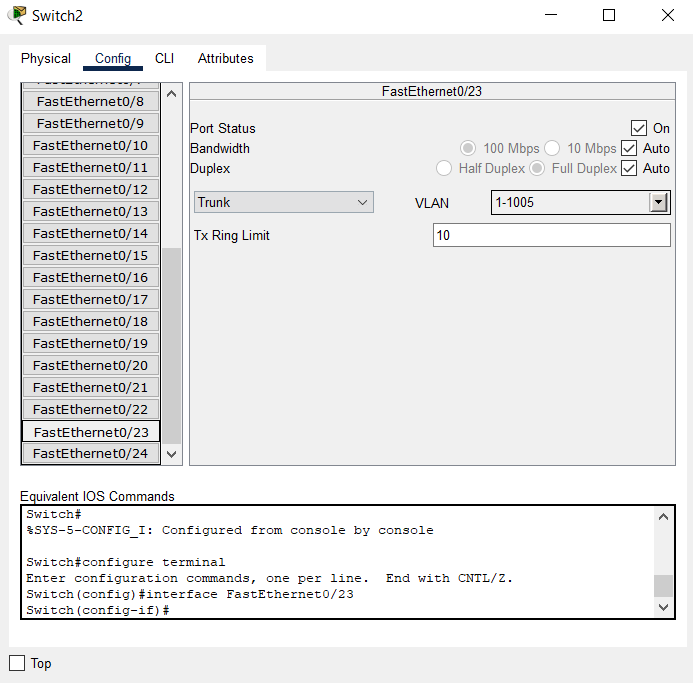 Switch2
Physical Config CLI Attributes
FastEthernet0/8
FastEthernet0/9
FastEthernet0/10
FastEthernet0/11
FastEthernet0/12
FastEthernet0/13
FastEthernet0/14
FastEthernet0/15
FastEthernet0/16
FastEthernet0/17
FastEthernet0/18
FastEthernet0/19
FastEthernet0/20
FastEthernet0/21
FastEthernet0/22
FastEthernet0/23
FastEthernet0/24
FastEthernet0/23
Port Status On
Bandwidth 100 Mbps 10 Mbps Auto
Duplex Half Duplex Full Duplex Auto
Trunk VLAN 1-1005
Tx Ring Limit 10
Equivalent IOS Commands
Switch#
%SYS-5-CONFIG_I: Configured from console by console
Switch#configure terminal
Enter configuration commands, one per line. End with CNTL/Z.
Switch(config)#interface FastEthernet0/23
Switch(config-if)#
Top